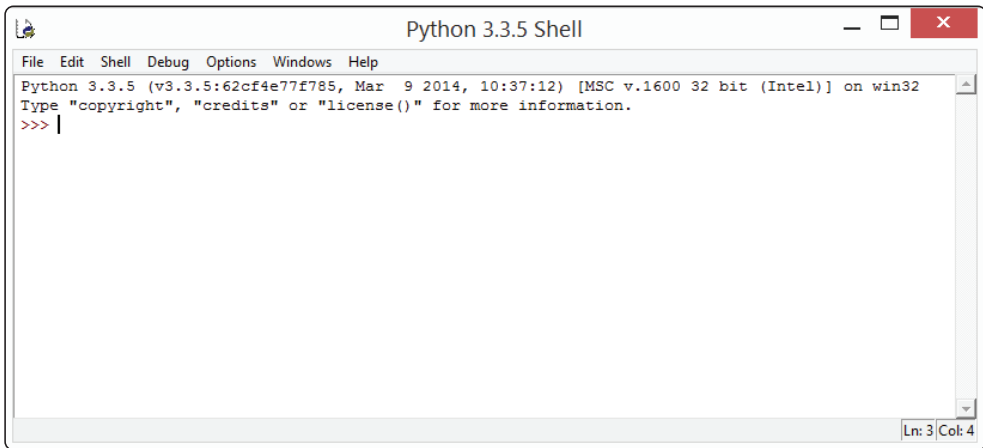 Python 3.3.5 Shell
File Edit Shell Debug Options Windows Help
Python 3.3.5 (v3.3.5:62cf4e77f785, Mar  9 2014, 10:37:12) [MSC v.1600 32 bit (Intel)] on win32
Type "copyright", "credits" or "license()" for more information.
>>>
Ln: 3 Col: 4